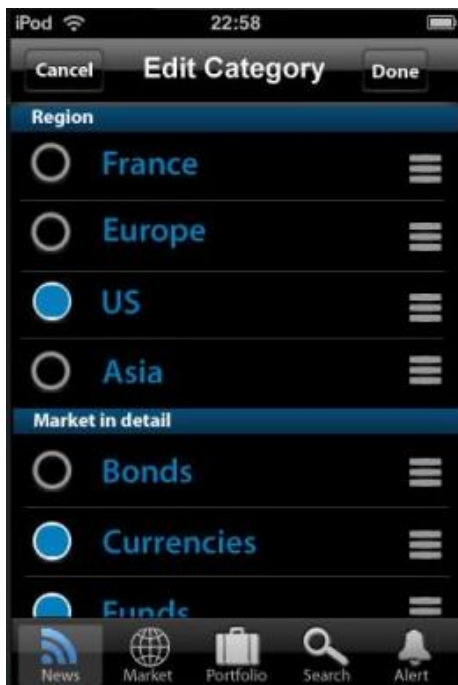 iPod 22:58
Cancel Edit Category Done
Region
France
Europe
US
Asia
Market in detail
Bonds
Currencies
Funds
News Market Portfolio Search Alert